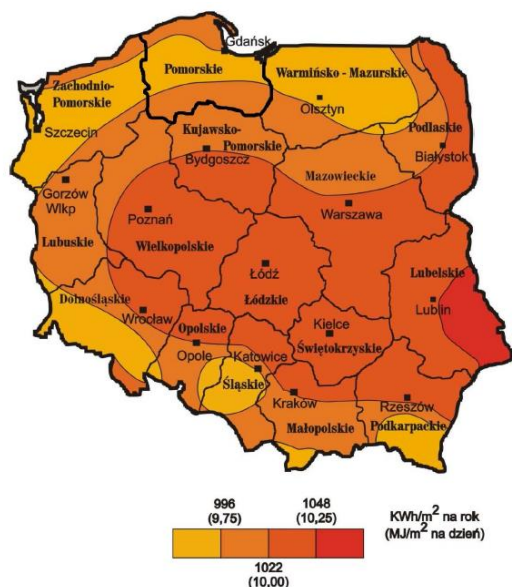 Gdańsk
Pomorskie
Zachodnio-
Pomorskie
Szczecin
Warmińsko - Mazurskie
Olsztyn
Podlaskie
Białystok
Kujawsko-
Pomorskie
Bydgoszcz
Mazowieckie
Warszawa
Gorzów
Wlkp
Lubuskie
Poznań
Wielkopolskie
Łódź
Łódzkie
Lubelskie
Lublin
Dolnośląskie
Wrocław
Opolskie
Opole
Kielce
Świętokrzyskie
Katowice
Śląskie
Kraków
Małopolskie
Rzeszów
Podkarpackie
996
(9,75)
1048
(10,25)
KWh/m² na rok
(MJ/m² na dzień)
1022
(10,00)